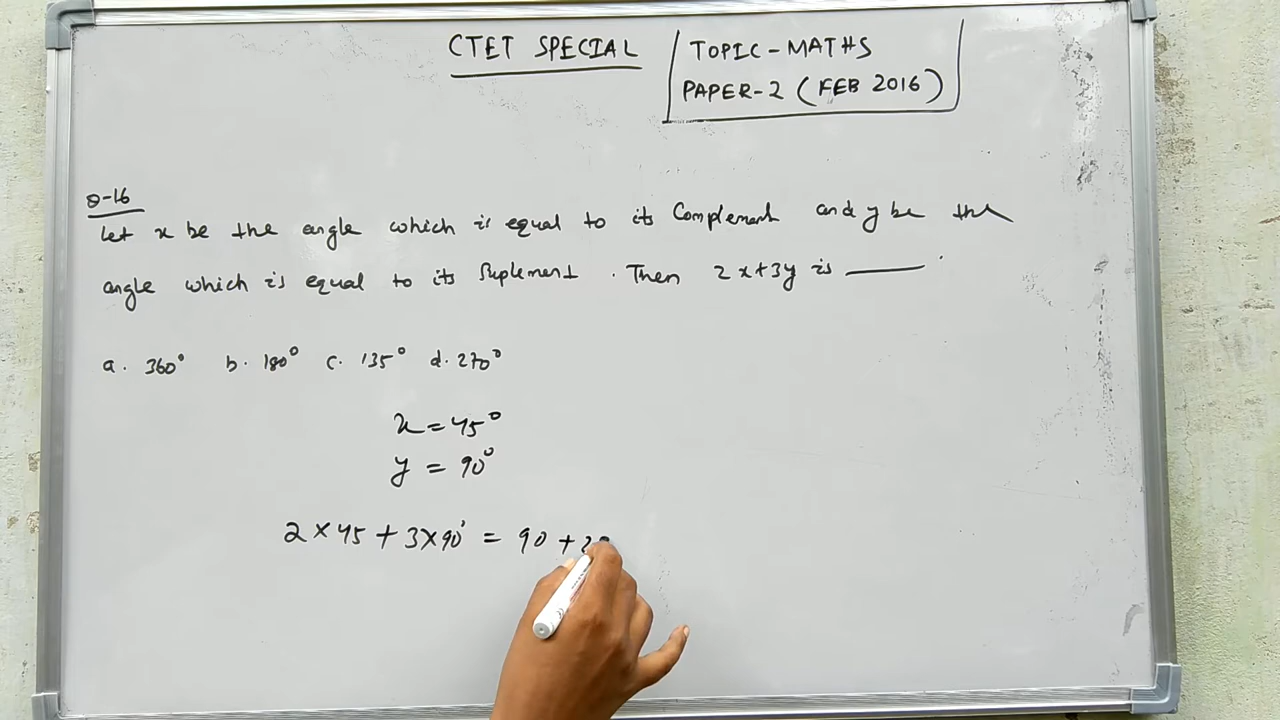 CTET SPECIAL
TOPIC - MATHS
PAPER-2 (FEB 2016)
Q-16
Let x be the angle which is equal to its Complement and y be the
angle which is equal to its Suplement . Then 2x+3y is ———.
a. 360° b. 180° c. 135° d. 270°
x = 45°
y = 90°
2 × 45 + 3×90° = 90 +